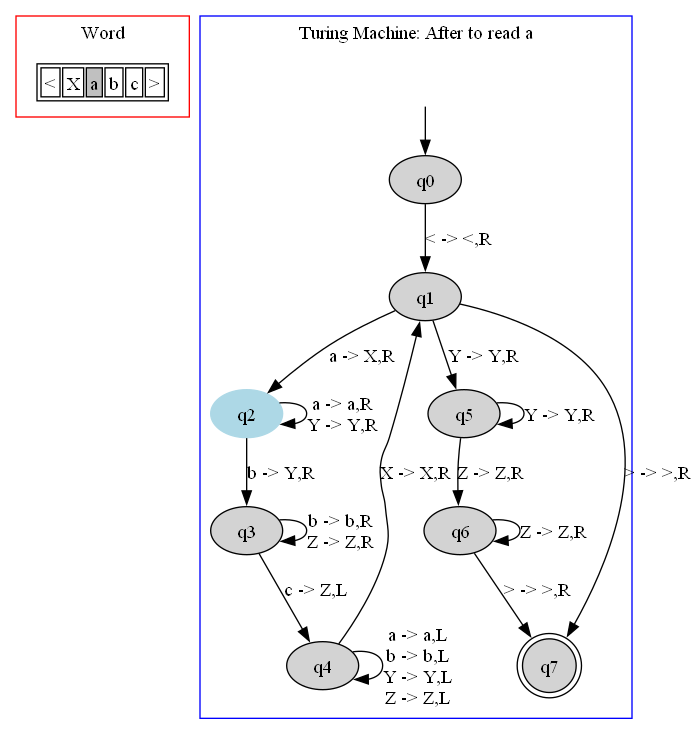 Word
< X a b c >
Turing Machine: After to read a
q0
< -> <,R
q1
a -> X,R
Y -> Y,R
q2
a -> a,R
Y -> Y,R
q5
Y -> Y,R
b -> Y,R
X -> X,R
Z -> Z,R
> -> >,R
q3
b -> b,R
Z -> Z,R
q6
Z -> Z,R
c -> Z,L
> -> >,R
q4
a -> a,L
b -> b,L
Y -> Y,L
Z -> Z,L
q7